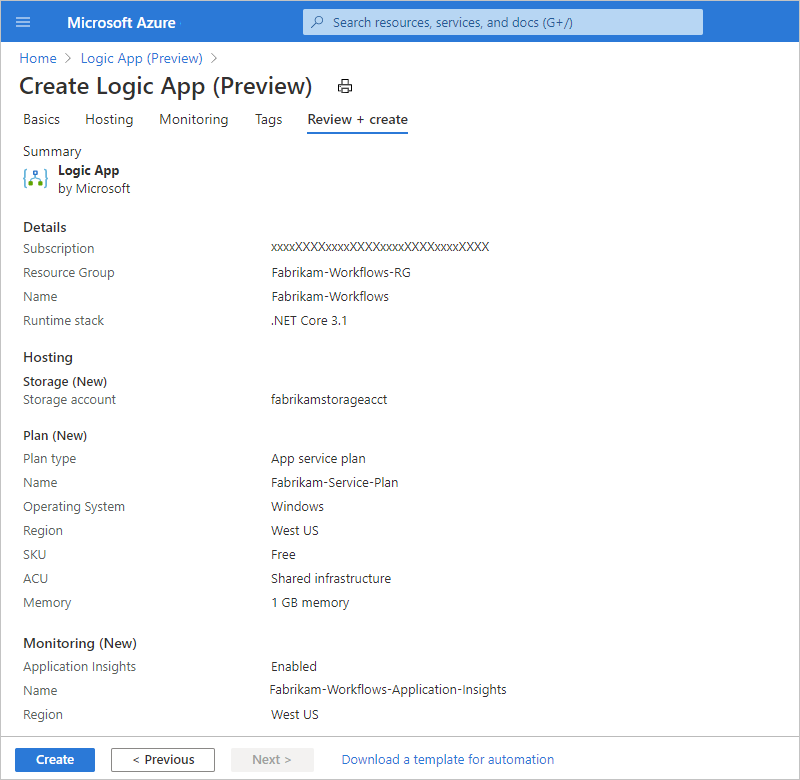 Microsoft Azure
Search resources, services, and docs (G+/)
Home > Logic App (Preview) >
Create Logic App (Preview)
Basics Hosting Monitoring Tags Review + create
Summary
Logic App
by Microsoft
Details
Subscription xxxxXXXXxxxxXXXXxxxxXXXXxxxxXXXX
Resource Group Fabrikam-Workflows-RG
Name Fabrikam-Workflows
Runtime stack .NET Core 3.1
Hosting
Storage (New)
Storage account fabrikamstorageacct
Plan (New)
Plan type App service plan
Name Fabrikam-Service-Plan
Operating System Windows
Region West US
SKU Free
ACU Shared infrastructure
Memory 1 GB memory
Monitoring (New)
Application Insights Enabled
Name Fabrikam-Workflows-Application-Insights
Region West US
Create < Previous Next > Download a template for automation